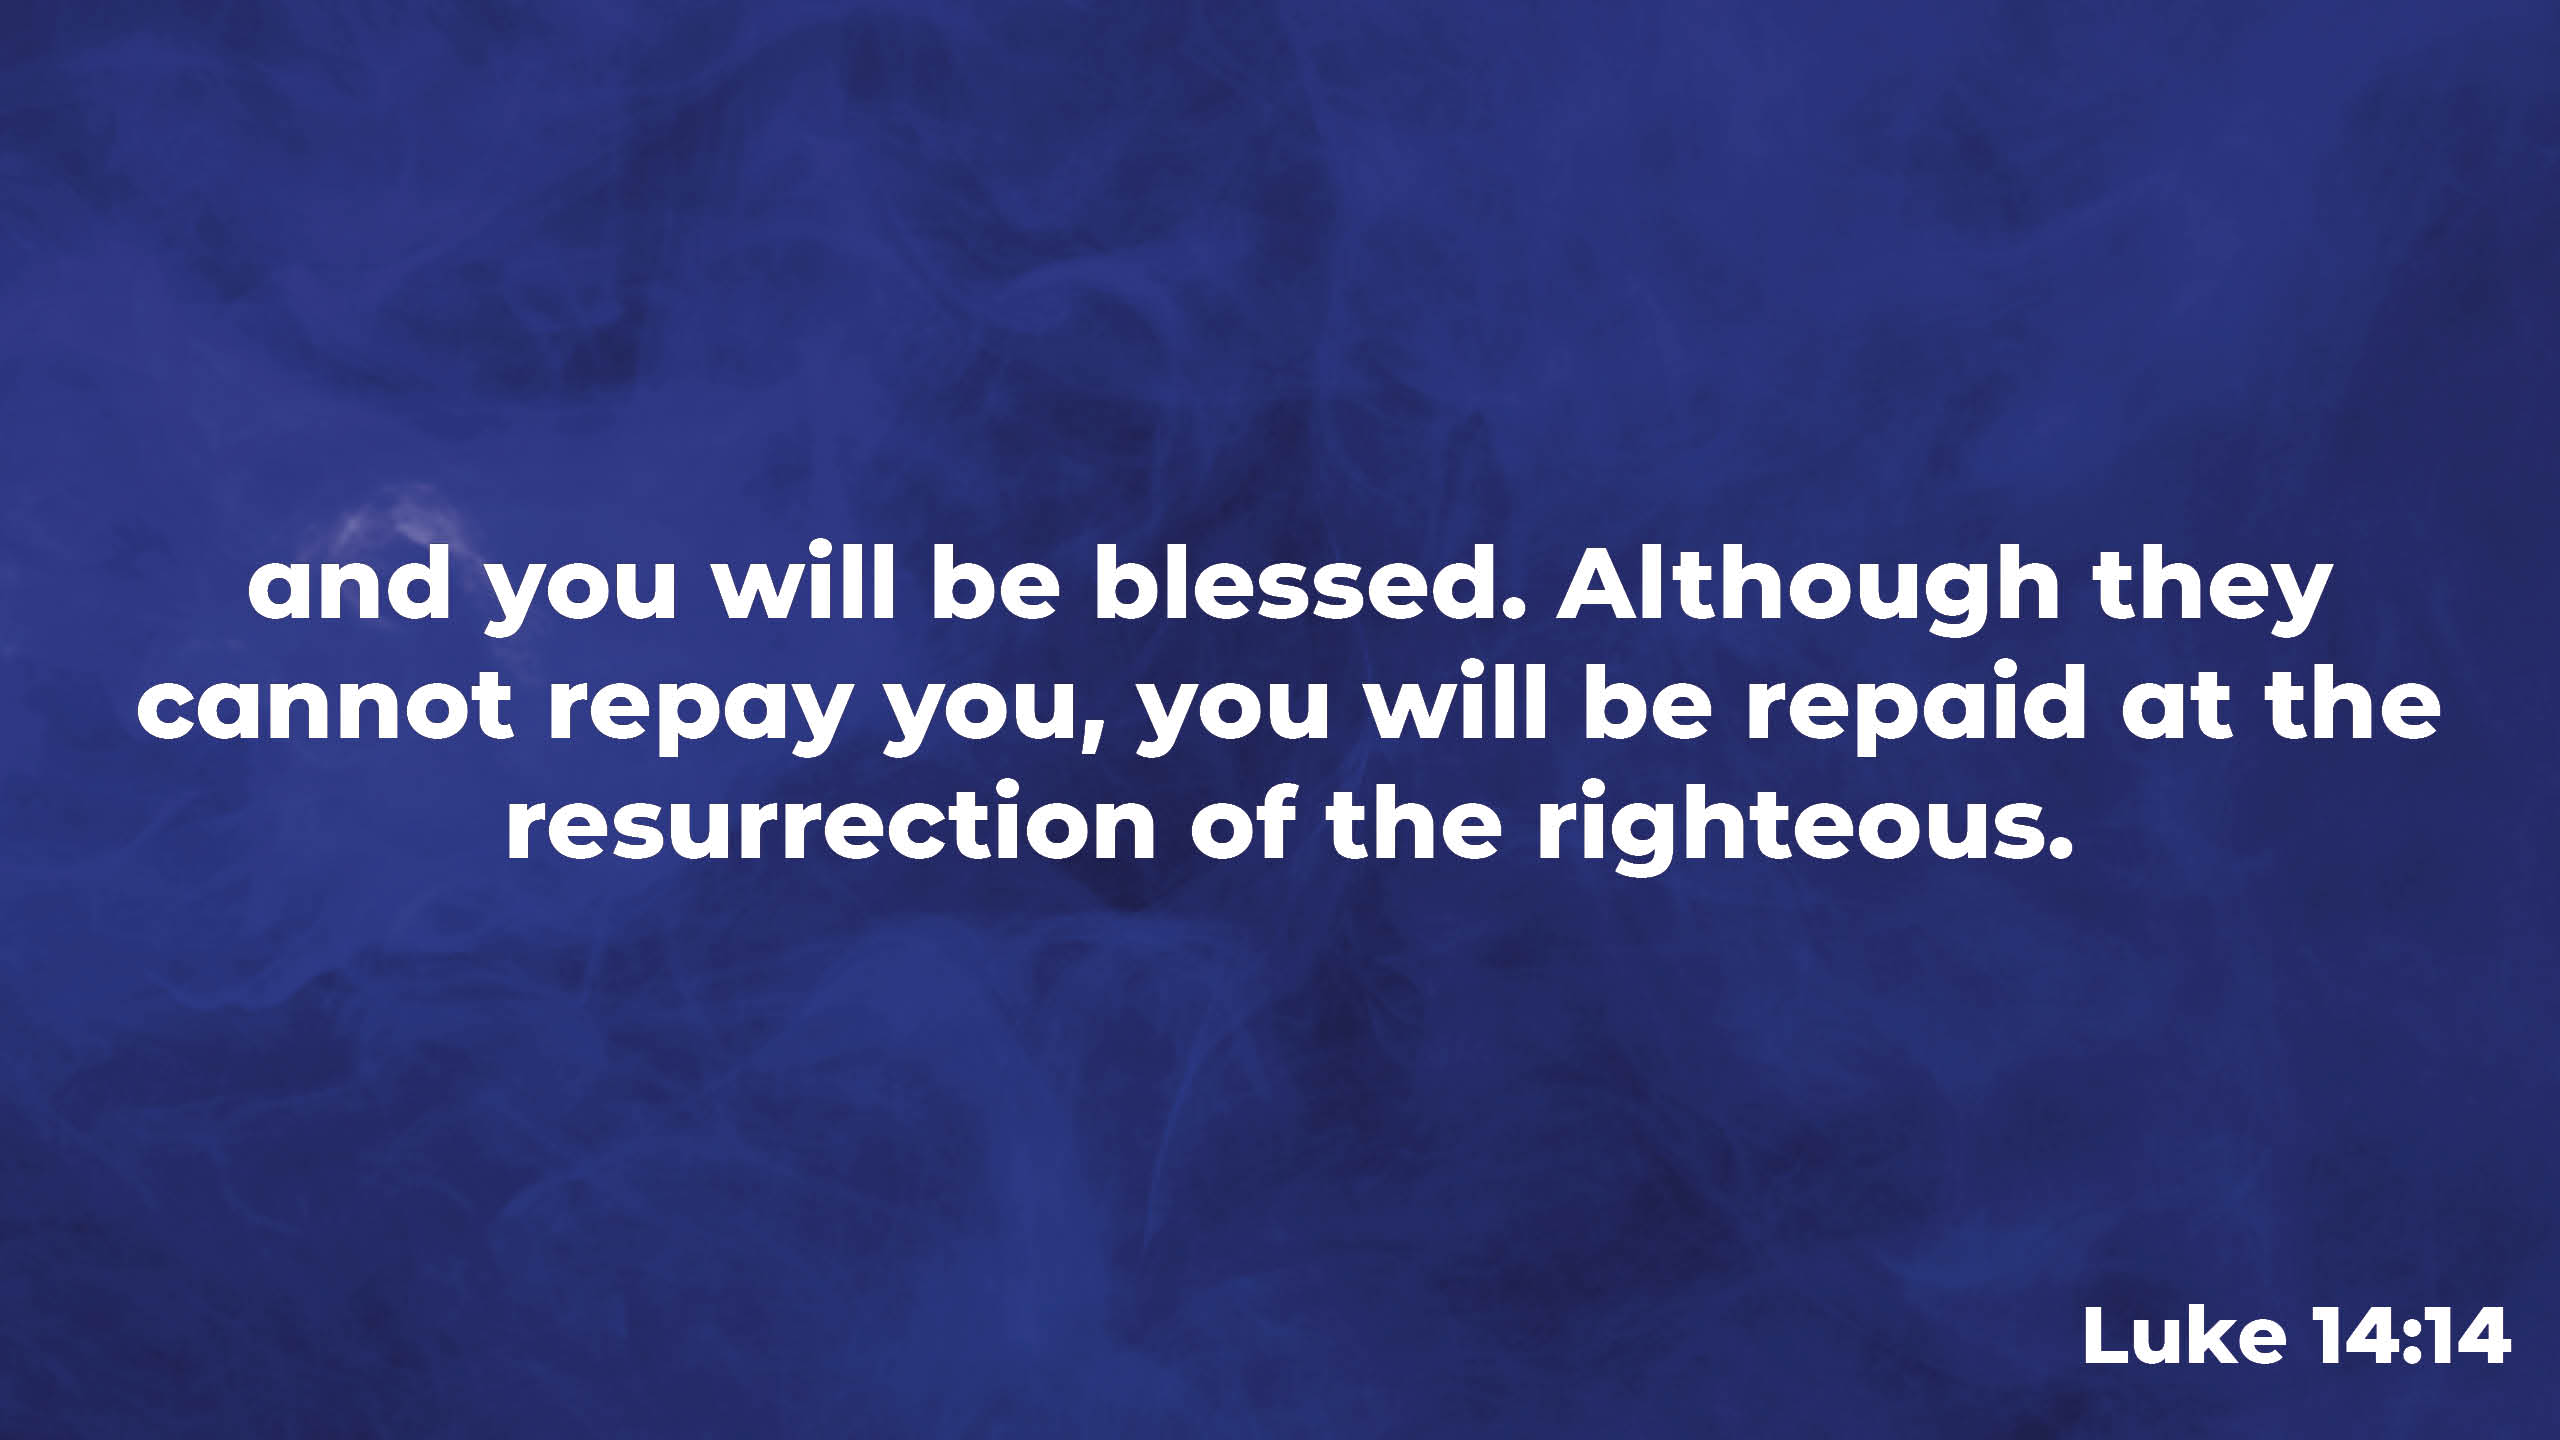 and you will be blessed. Although they
cannot repay you, you will be repaid at the
resurrection of the righteous.
Luke 14:14